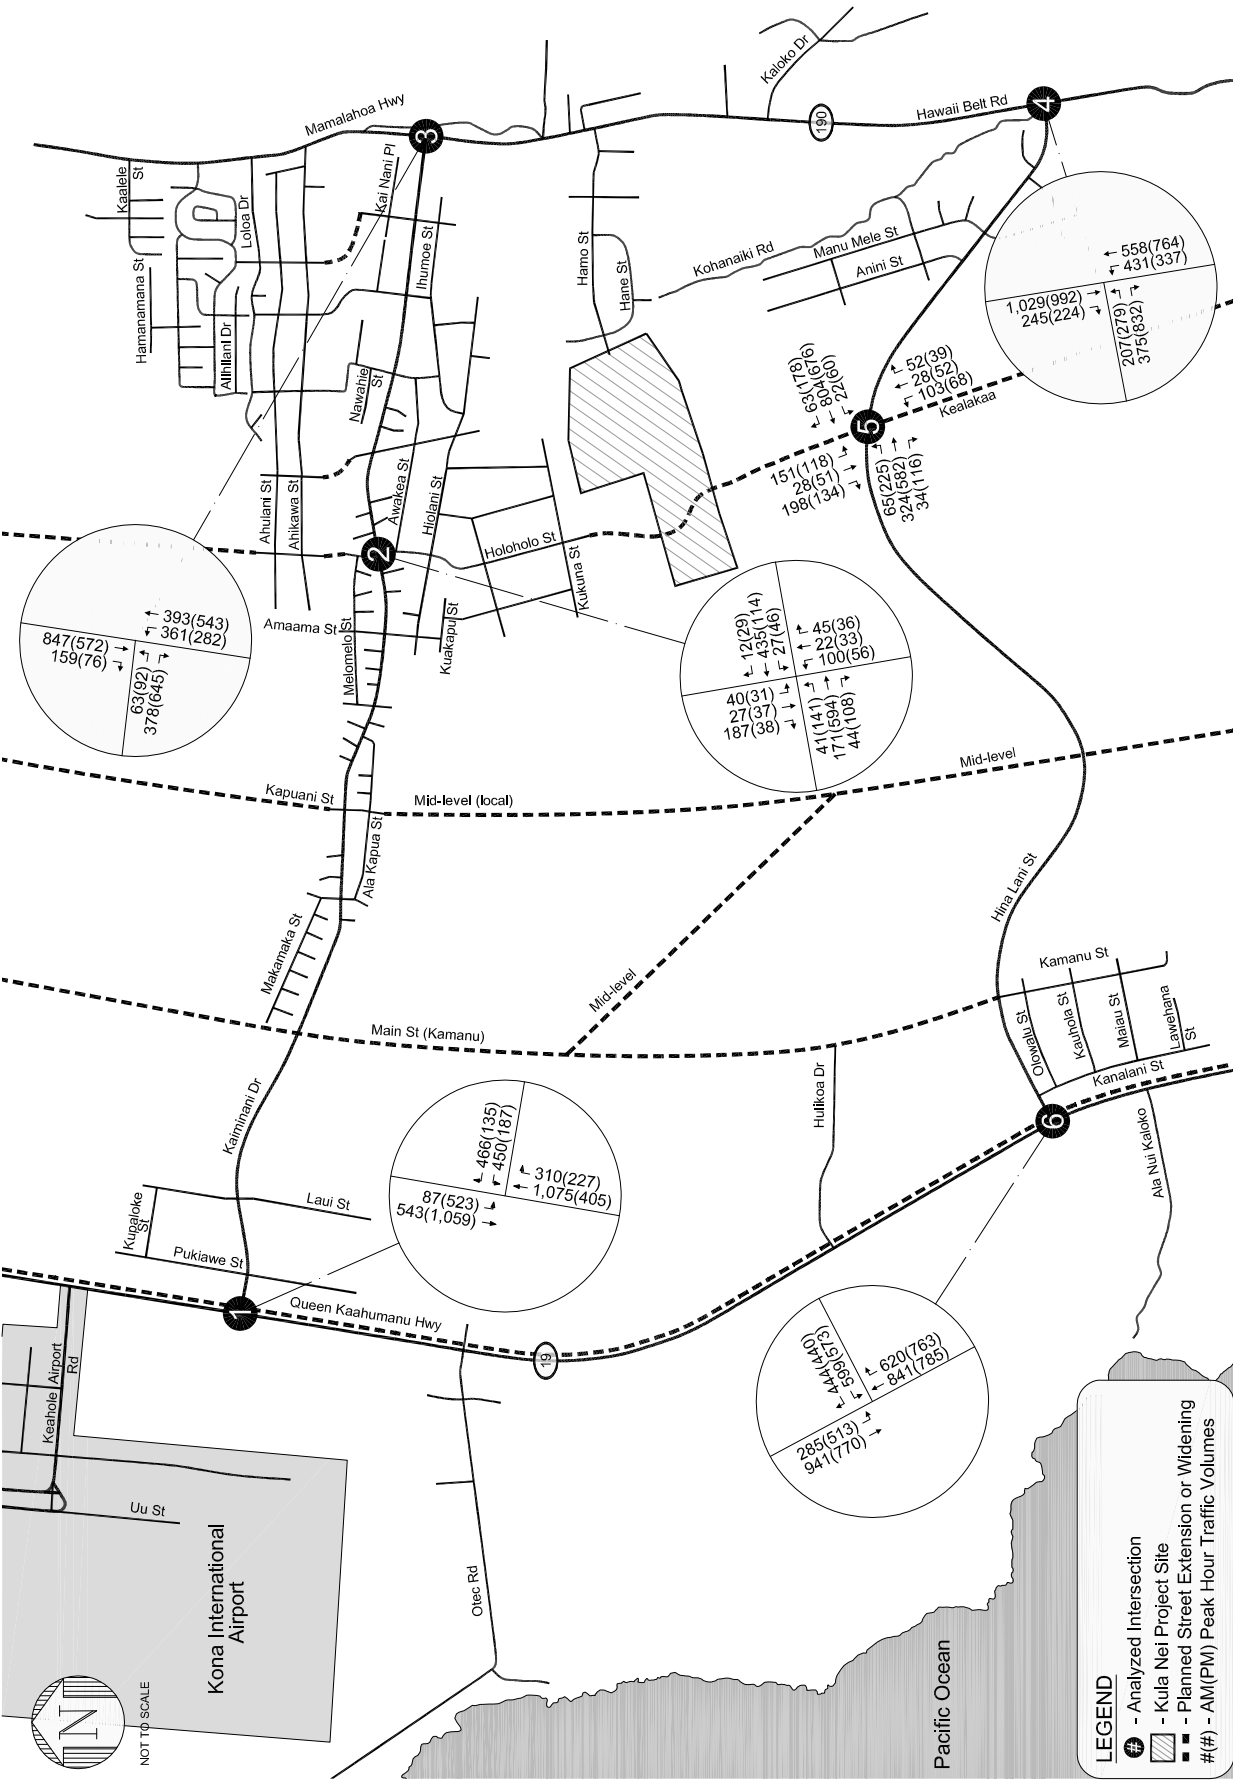 Mamalahoa Hwy
Kaalele
St
Loloa Dr
Hamanamana St
Alihilani Dr
Kai Nani Pl
Ihumoe St
Nawahie
St
Ahulani St
Ahikawa St
Awakea St
Hiolani St
Holoholo St
Kukuna St
Amaama St
Melomelo St
Kuakapu St
Hamo St
Hane St
Kaloko Dr
Hawaii Belt Rd
190
Kohanaiki Rd
Manu Mele St
Anini St
Kealakaa
3
4
2
5
393(543)
361(282)
847(572)
159(76)
63(92)
378(645)
558(764)
431(337)
1,029(992)
245(224)
207(279)
375(832)
63(178)
804(676)
22(60)
52(39)
28(52)
103(68)
151(118)
28(51)
198(134)
65(225)
324(582)
34(116)
12(29)
435(114)
27(46)
45(36)
22(33)
100(56)
40(31)
27(37)
187(38)
41(141)
171(594)
44(108)
Kapuani St
Mid-level (local)
Mid-level
Ala Kapua St
Makamaka St
Mid-level
Main St (Kamanu)
Kaiminani Dr
Hina Lani St
Kamanu St
Olowalu St
Kauhola St
Maiau St
Lawehana
St
Kanalani St
Hulikoa Dr
Ala Nui Kaloko
Kupaloke
St
Laui St
Pukiawe St
1
6
466(135)
450(187)
310(227)
1,075(405)
87(523)
543(1,059)
Queen Kaahumanu Hwy
19
444(440)
599(573)
620(763)
841(785)
285(513)
941(770)
Keahole Airport
Rd
Uu St
Otec Rd
Kona International
Airport
Pacific Ocean
N
NOT TO SCALE
LEGEND
# - Analyzed Intersection
- Kula Nei Project Site
- Planned Street Extension or Widening
#(#) - AM(PM) Peak Hour Traffic Volumes